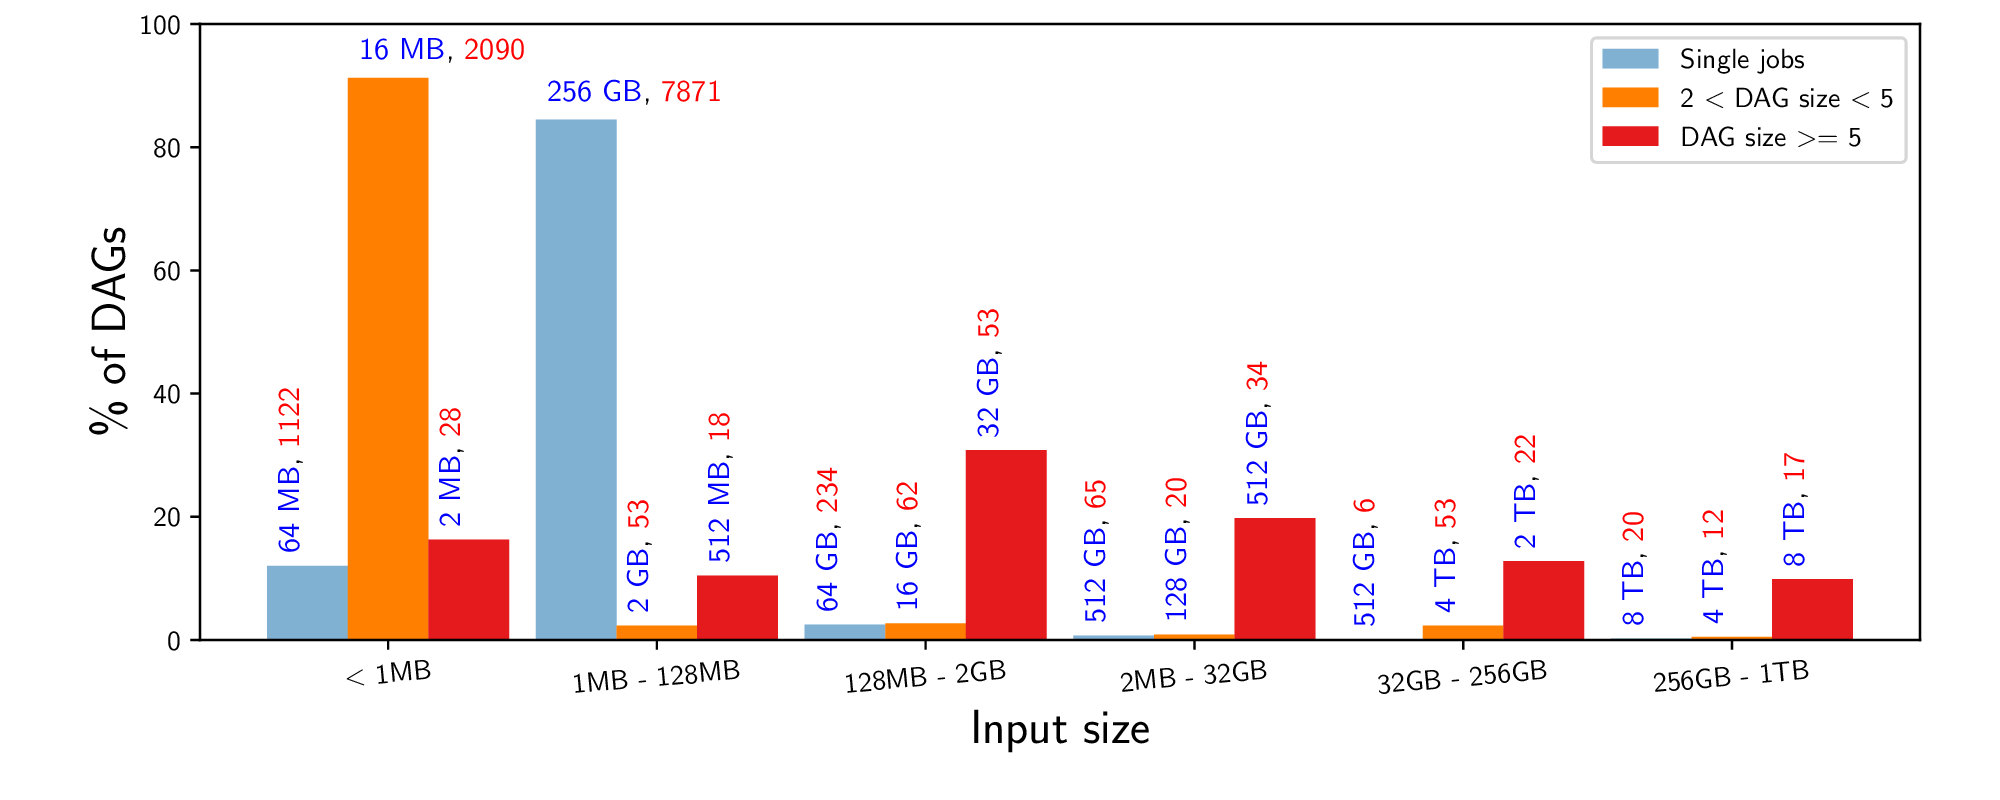 % of DAGs
100
80
60
40
20
0
Single jobs
2 < DAG size < 5
DAG size >= 5
64 MB, 1122
16 MB, 2090
2 MB, 28
256 GB, 7871
2 GB, 53
512 MB, 18
64 GB, 234
16 GB, 62
32 GB, 53
512 GB, 65
128 GB, 20
512 GB, 34
512 GB, 6
4 TB, 53
2 TB, 22
8 TB, 20
4 TB, 12
8 TB, 17
< 1MB
1MB - 128MB
128MB - 2GB
2MB - 32GB
32GB - 256GB
256GB - 1TB
Input size